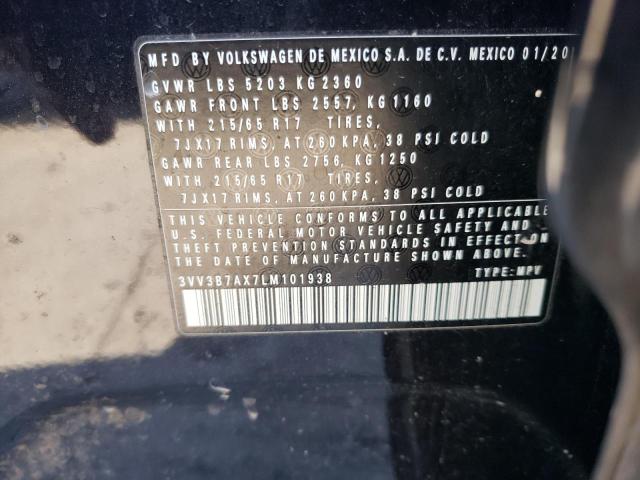 MFD BY VOLKSWAGEN DE MEXICO S.A. DE C.V. MEXICO 01/20
GVWR LBS 5203 KG 2360
GAWR FRONT LBS 2557, KG 1160
WITH 215/65 R17 TIRES,
7JX17 RIMS, AT 260 KPA, 38 PSI COLD
GAWR REAR LBS 2756, KG 1250
WITH 215/65 R17 TIRES,
7JX17 RIMS, AT 260 KPA, 38 PSI COLD
THIS VEHICLE CONFORMS TO ALL APPLICABLE
U.S. FEDERAL MOTOR VEHICLE SAFETY AND
THEFT PREVENTION STANDARDS IN EFFECT ON
THE DATE OF MANUFACTURE SHOWN ABOVE
3VV3B7AX7LM101938 TYPE: MPV